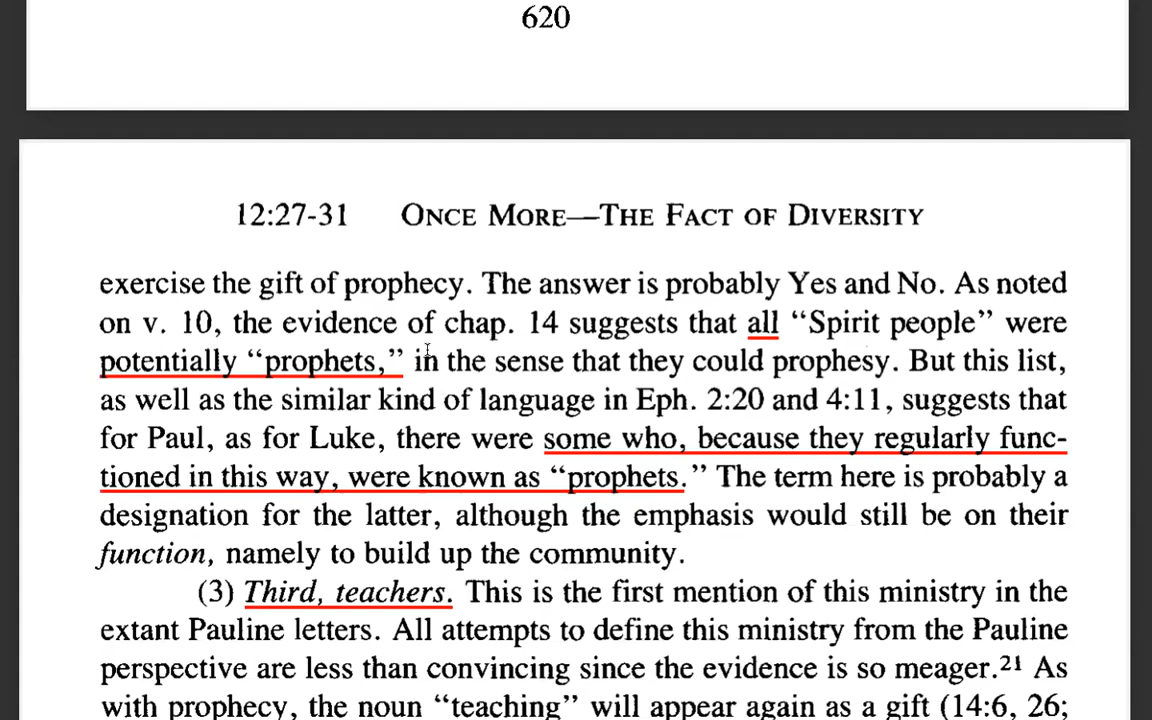 620
12:27-31 ONCE MORE—THE FACT OF DIVERSITY
exercise the gift of prophecy. The answer is probably Yes and No. As noted
on v. 10, the evidence of chap. 14 suggests that all “Spirit people” were
potentially “prophets,” in the sense that they could prophesy. But this list,
as well as the similar kind of language in Eph. 2:20 and 4:11, suggests that
for Paul, as for Luke, there were some who, because they regularly func-
tioned in this way, were known as “prophets.” The term here is probably a
designation for the latter, although the emphasis would still be on their
function, namely to build up the community.
(3) Third, teachers. This is the first mention of this ministry in the
extant Pauline letters. All attempts to define this ministry from the Pauline
perspective are less than convincing since the evidence is so meager.21 As
with prophecy, the noun “teaching” will appear again as a gift (14:6, 26;